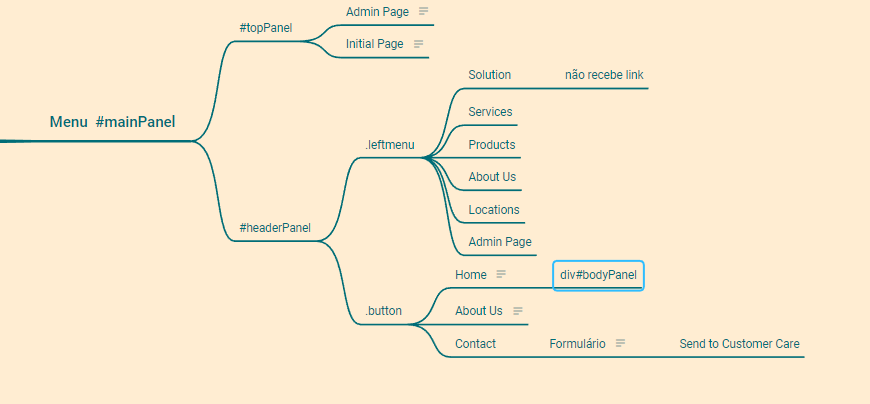 Menu #mainPanel
#topPanel
Admin Page
Initial Page
#headerPanel
.leftmenu
Solution
não recebe link
Services
Products
About Us
Locations
Admin Page
.button
Home
div#bodyPanel
About Us
Contact
Formulário
Send to Customer Care